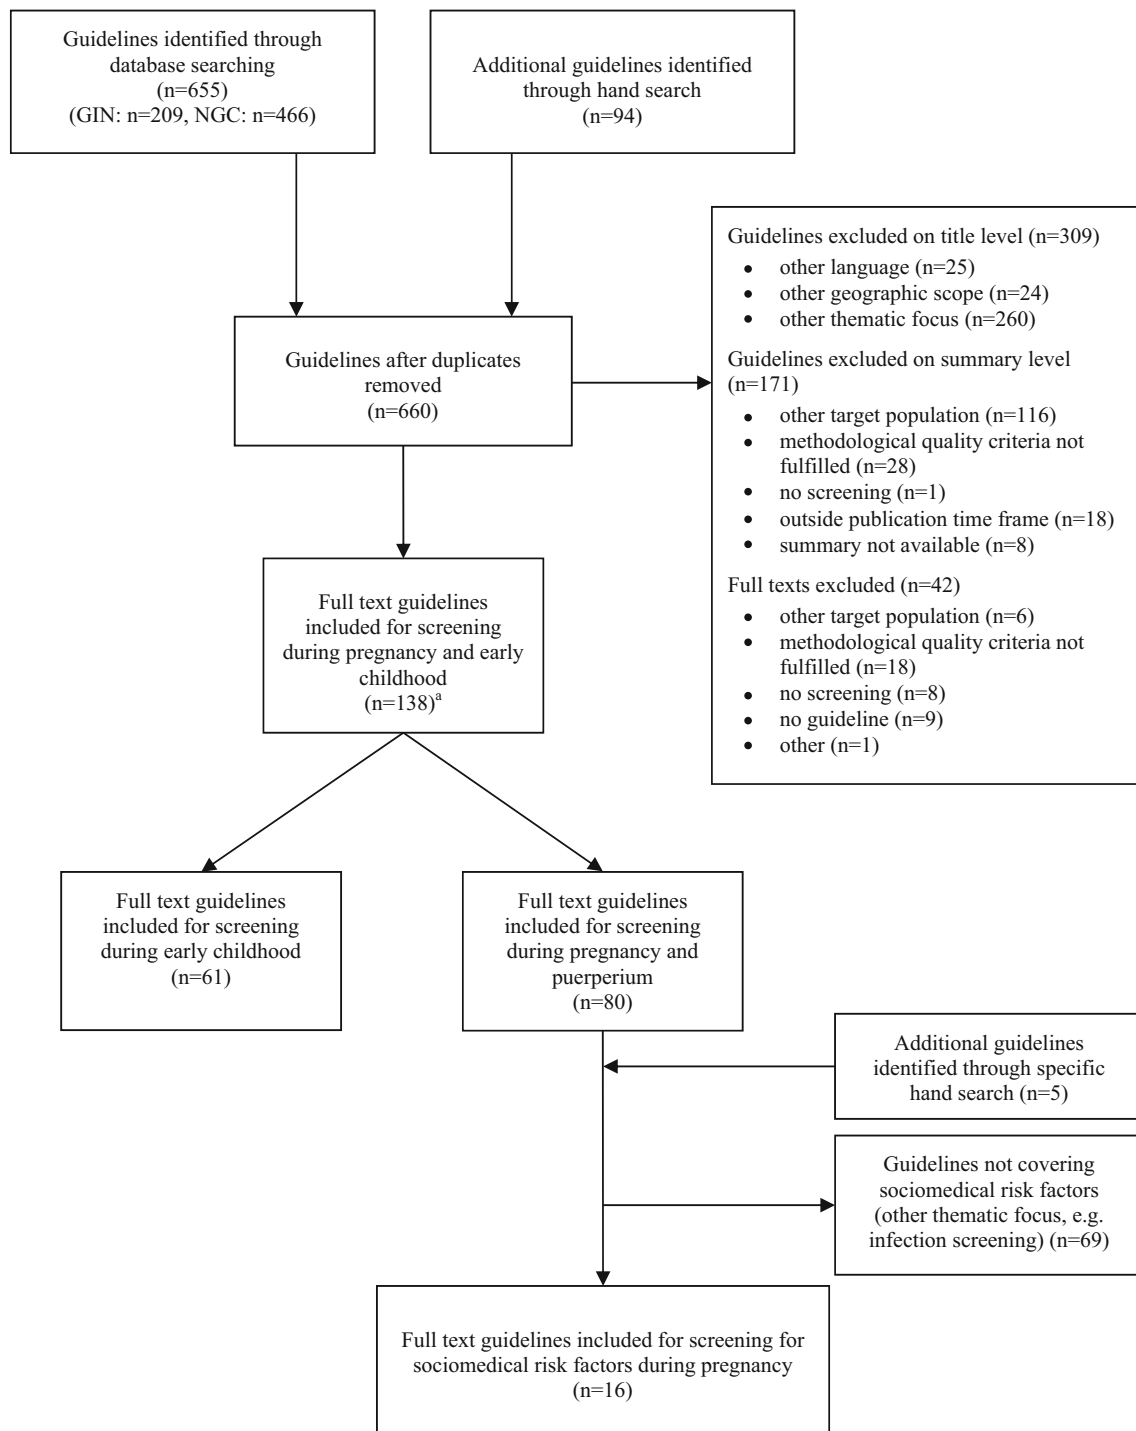 Guidelines identified through
database searching
(n=655)
(GIN: n=209, NGC: n=466)
Additional guidelines identified
through hand search
(n=94)
Guidelines excluded on title level (n=309)
• other language (n=25)
• other geographic scope (n=24)
• other thematic focus (n=260)
Guidelines excluded on summary level
(n=171)
• other target population (n=116)
• methodological quality criteria not
fulfilled (n=28)
• no screening (n=1)
• outside publication time frame (n=18)
• summary not available (n=8)
Full texts excluded (n=42)
• other target population (n=6)
• methodological quality criteria not
fulfilled (n=18)
• no screening (n=8)
• no guideline (n=9)
• other (n=1)
Guidelines after duplicates
removed
(n=660)
Full text guidelines
included for screening
during pregnancy and early
childhood
(n=138)ᵃ
Full text guidelines
included for screening
during early childhood
(n=61)
Full text guidelines
included for screening
during pregnancy and
puerperium
(n=80)
Additional guidelines
identified through specific
hand search (n=5)
Guidelines not covering
sociomedical risk factors
(other thematic focus, e.g.
infection screening) (n=69)
Full text guidelines included for screening for
sociomedical risk factors during pregnancy
(n=16)